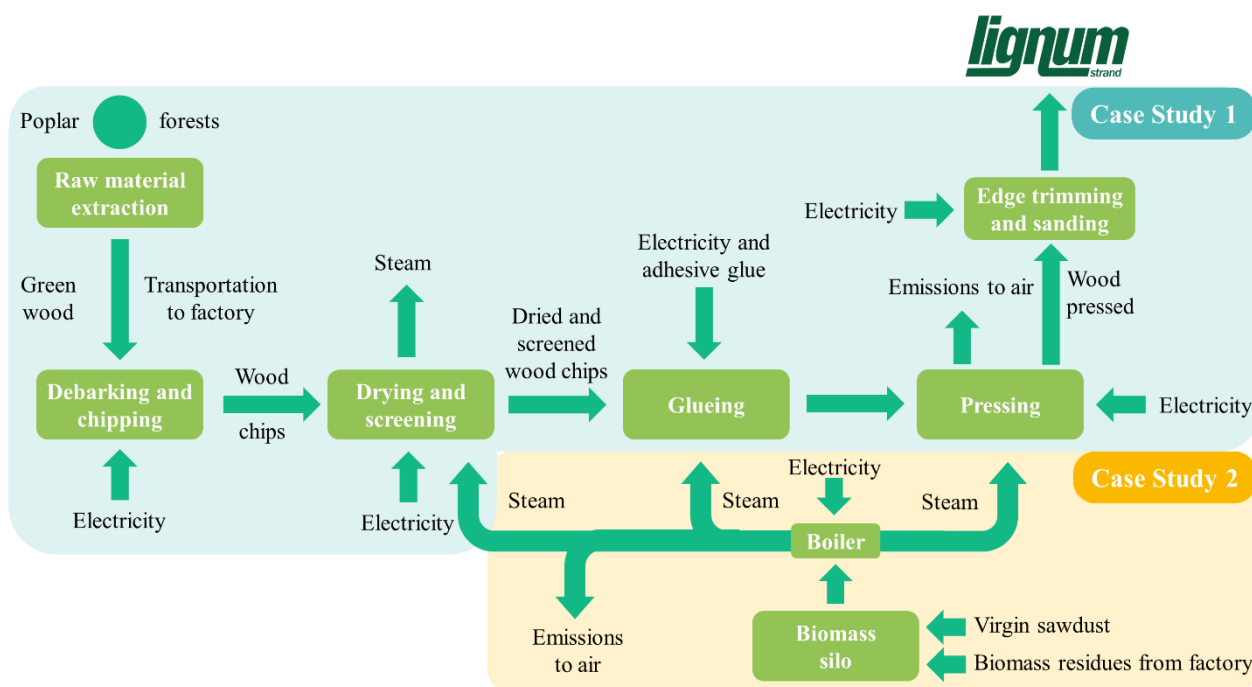 lignum
strand
Case Study 1
Poplar
forests
Raw material
extraction
Edge trimming
and sanding
Electricity
Electricity and
adhesive glue
Steam
Emissions to air
Wood
pressed
Green
wood
Transportation
to factory
Dried and
screened
wood chips
Debarking and
chipping
Wood
chips
Drying and
screening
Glueing
Pressing
Electricity
Case Study 2
Electricity
Electricity
Electricity
Steam
Steam
Steam
Boiler
Emissions
to air
Biomass
silo
Virgin sawdust
Biomass residues from factory